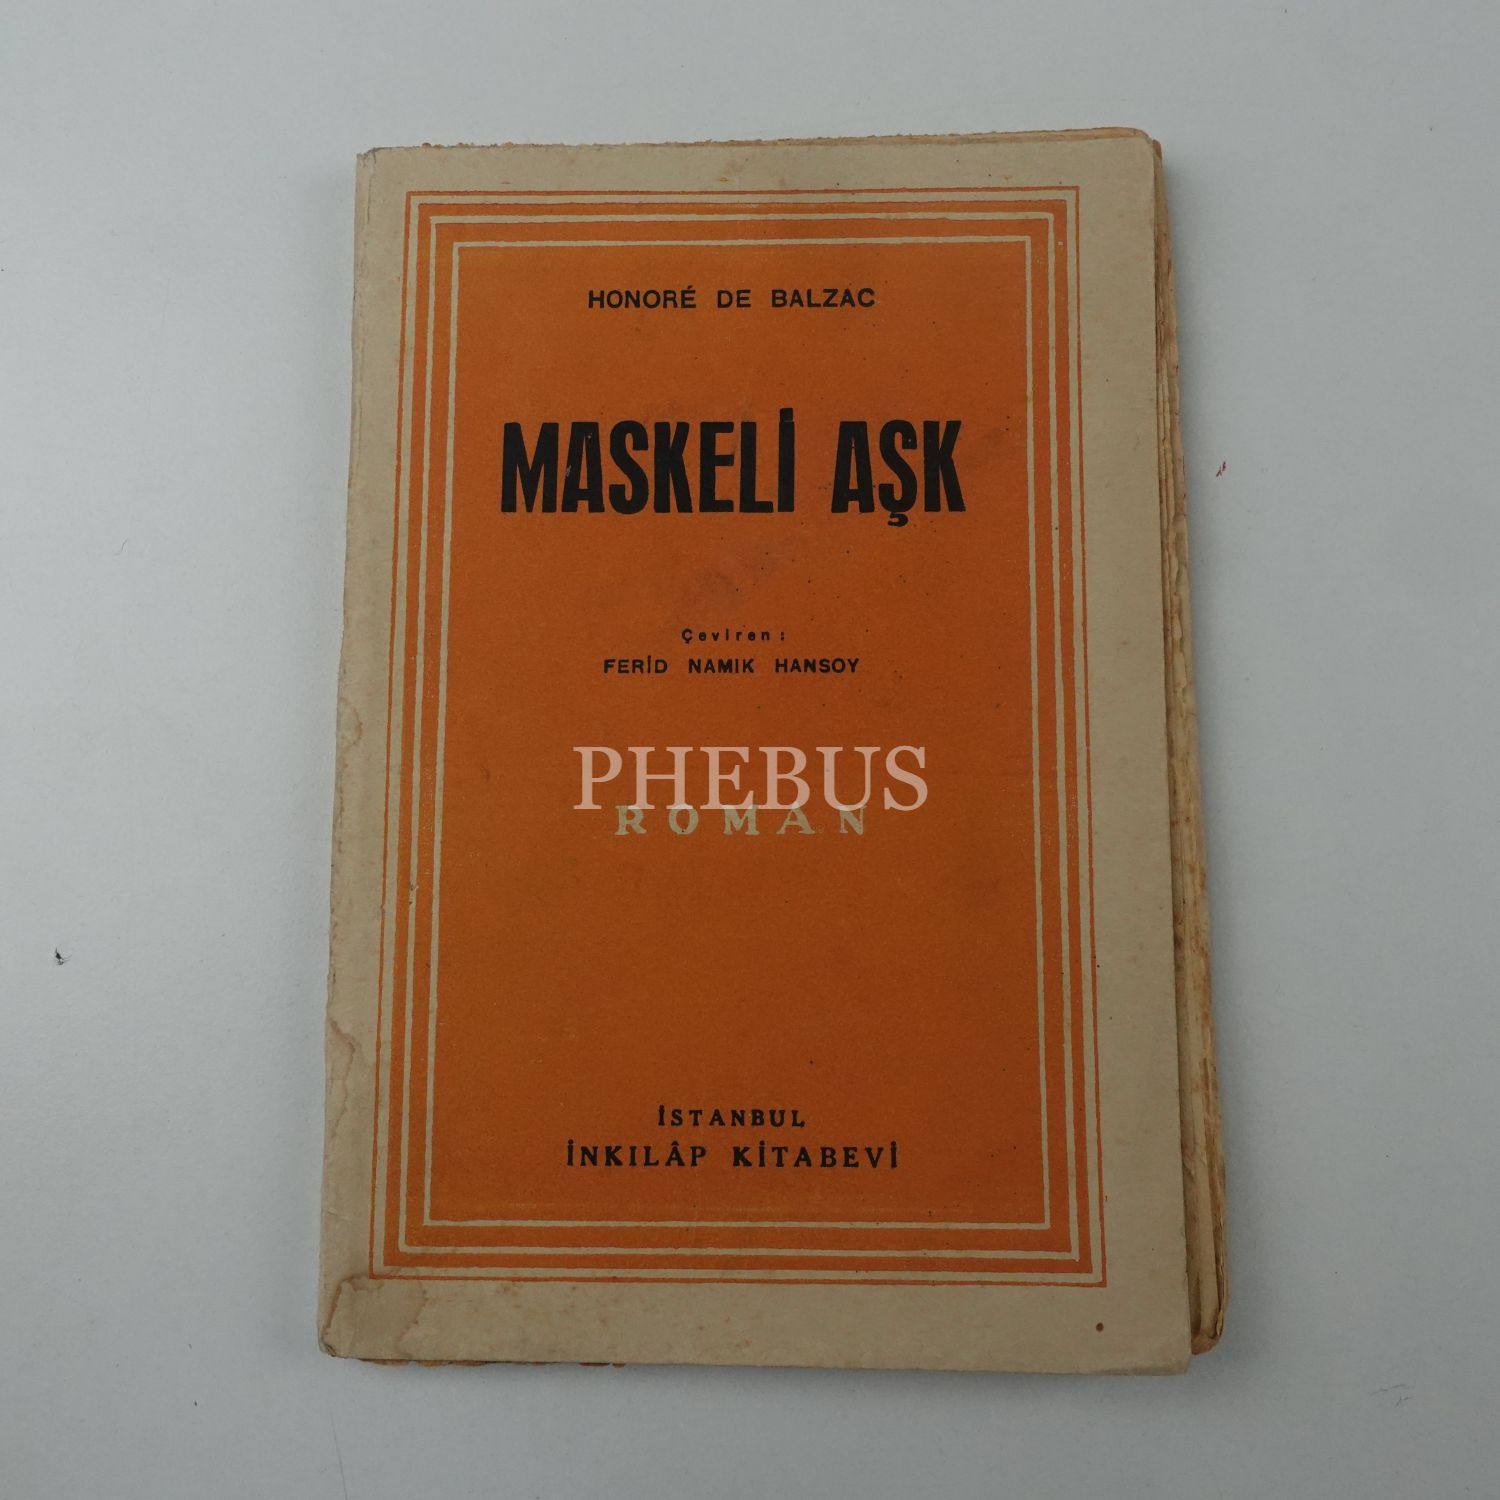 HONORÉ DE BALZAC
MASKELİ AŞK
Çeviren:
FERİD NAMIK HANSOY
PHEBUS
ROMAN
İSTANBUL
İNKILÂP KİTABEVİ